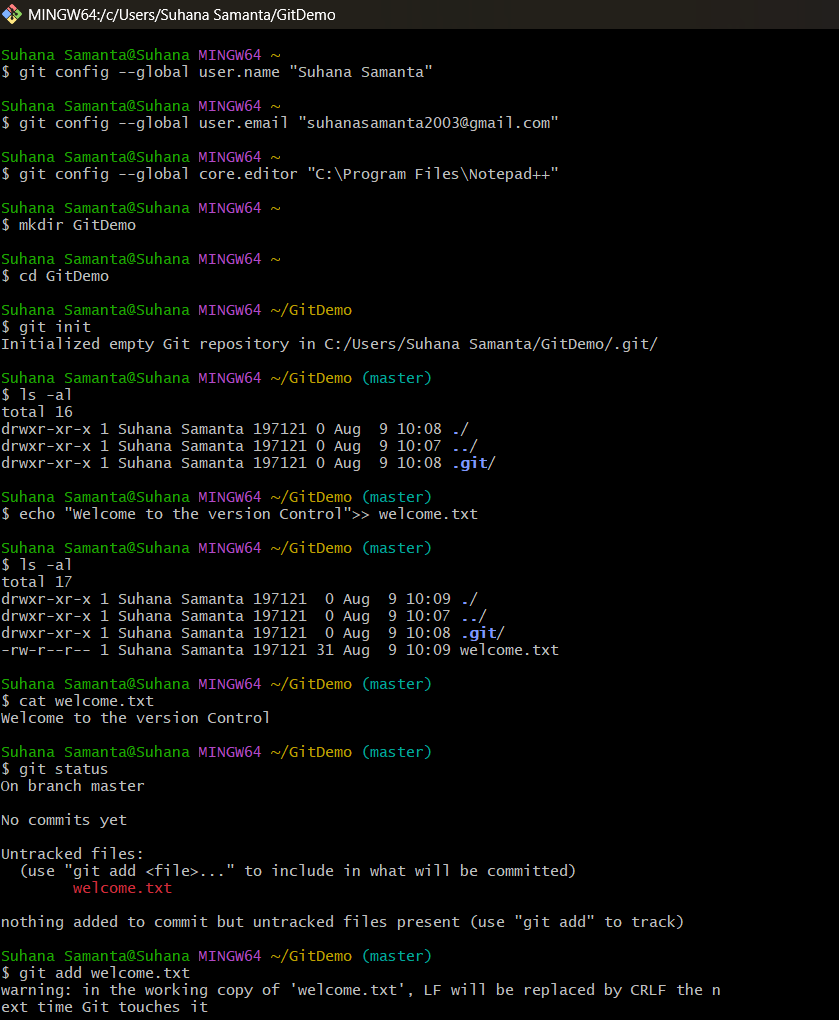 MINGW64:/c/Users/Suhana Samanta/GitDemo
Suhana Samanta@Suhana MINGW64 ~
$ git config --global user.name "Suhana Samanta"
Suhana Samanta@Suhana MINGW64 ~
$ git config --global user.email "suhanasamanta2003@gmail.com"
Suhana Samanta@Suhana MINGW64 ~
$ git config --global core.editor "C:\Program Files\Notepad++"
Suhana Samanta@Suhana MINGW64 ~
$ mkdir GitDemo
Suhana Samanta@Suhana MINGW64 ~
$ cd GitDemo
Suhana Samanta@Suhana MINGW64 ~/GitDemo
$ git init
Initialized empty Git repository in C:/Users/Suhana Samanta/GitDemo/.git/
Suhana Samanta@Suhana MINGW64 ~/GitDemo (master)
$ ls -al
total 16
drwxr-xr-x 1 Suhana Samanta 197121 0 Aug  9 10:08 ./
drwxr-xr-x 1 Suhana Samanta 197121 0 Aug  9 10:07 ../
drwxr-xr-x 1 Suhana Samanta 197121 0 Aug  9 10:08 .git/
Suhana Samanta@Suhana MINGW64 ~/GitDemo (master)
$ echo "Welcome to the version Control">> welcome.txt
Suhana Samanta@Suhana MINGW64 ~/GitDemo (master)
$ ls -al
total 17
drwxr-xr-x 1 Suhana Samanta 197121  0 Aug  9 10:09 ./
drwxr-xr-x 1 Suhana Samanta 197121  0 Aug  9 10:07 ../
drwxr-xr-x 1 Suhana Samanta 197121  0 Aug  9 10:08 .git/
-rw-r--r-- 1 Suhana Samanta 197121 31 Aug  9 10:09 welcome.txt
Suhana Samanta@Suhana MINGW64 ~/GitDemo (master)
$ cat welcome.txt
Welcome to the version Control
Suhana Samanta@Suhana MINGW64 ~/GitDemo (master)
$ git status
On branch master
No commits yet
Untracked files:
  (use "git add <file>..." to include in what will be committed)
        welcome.txt
nothing added to commit but untracked files present (use "git add" to track)
Suhana Samanta@Suhana MINGW64 ~/GitDemo (master)
$ git add welcome.txt
warning: in the working copy of 'welcome.txt', LF will be replaced by CRLF the n
ext time Git touches it